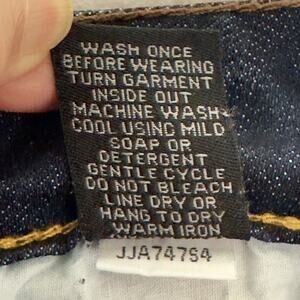 WASH ONCE
BEFORE WEARING
TURN GARMENT
INSIDE OUT
MACHINE WASH
COOL USING MILD
SOAP OR
DETERGENT
GENTLE CYCLE
DO NOT BLEACH
LINE DRY OR
HANG TO DRY
WARM IRON
JJA74764